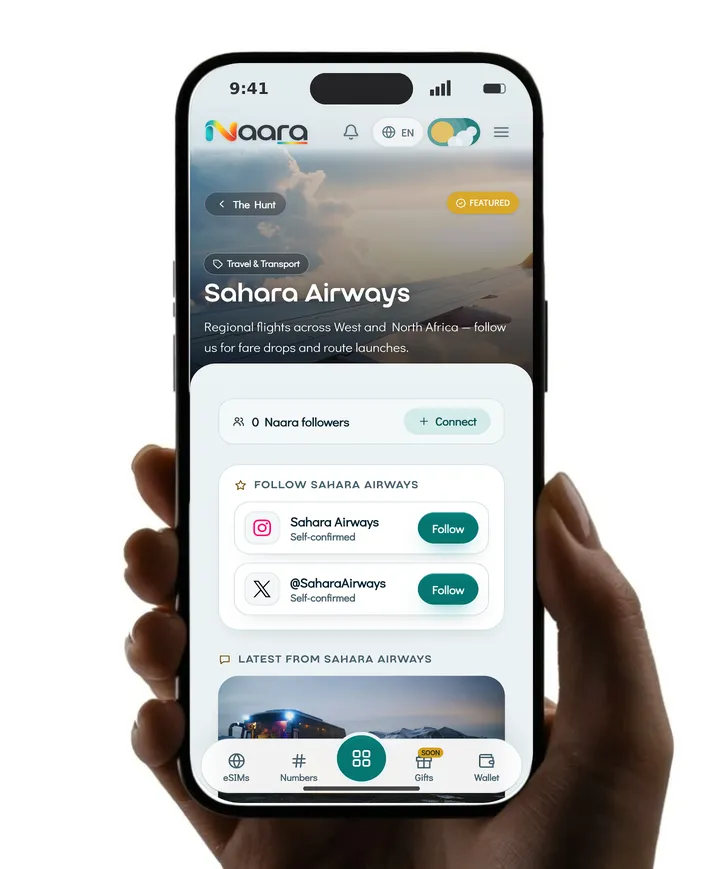 9:41
Naara
EN
The Hunt
FEATURED
Travel & Transport
Sahara Airways
Regional flights across West and North Africa — follow
us for fare drops and route launches.
0 Naara followers
+ Connect
FOLLOW SAHARA AIRWAYS
Sahara Airways
Self-confirmed
Follow
@SaharaAirways
Self-confirmed
Follow
LATEST FROM SAHARA AIRWAYS
SOON
eSIMs
Numbers
Gifts
Wallet